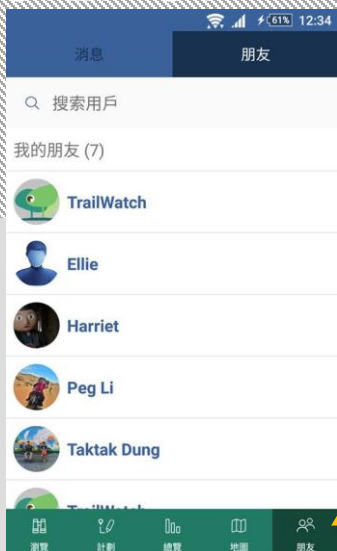 61% 12:34
消息 朋友
搜索用戶
我的朋友 (7)
TrailWatch
Ellie
Harriet
Peg Li
Taktak Dung
TrailWatch
瀏覽 計劃 總覽 地圖 朋友